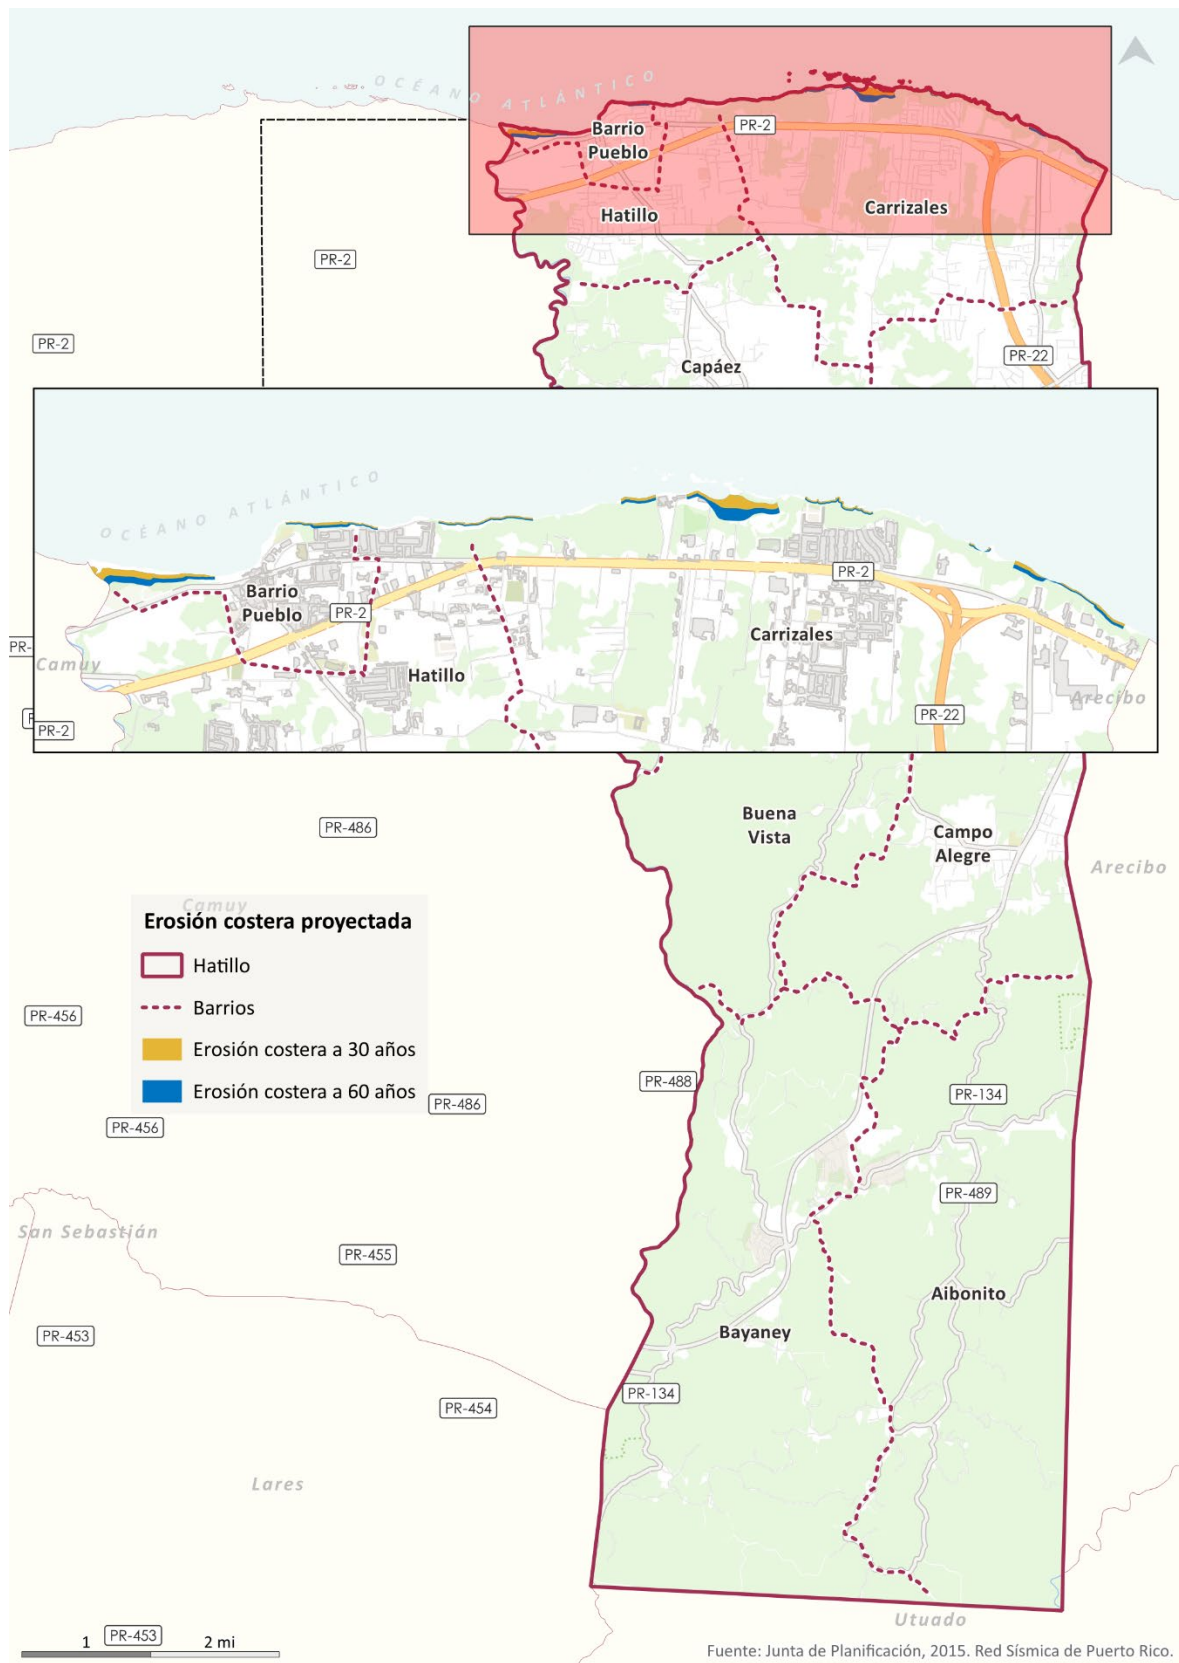 OCÉANO ATLÁNTICO
Barrio
Pueblo
PR-2
Hatillo
Carrizales
PR-2
PR-2
PR-22
Capáez
OCÉANO ATLÁNTICO
Barrio
Pueblo
PR-2
PR-2
Carrizales
PR-
Camuy
Hatillo
Arecibo
PR-22
PR-2
Buena
Vista
Campo
Alegre
PR-486
Arecibo
Camuy
Erosión costera proyectada
Hatillo
Barrios
Erosión costera a 30 años
Erosión costera a 60 años
PR-456
PR-488
PR-486
PR-134
PR-456
PR-489
San Sebastián
PR-455
Aibonito
PR-453
Bayaney
PR-134
PR-454
Lares
Utuado
1
PR-453
2 mi
Fuente: Junta de Planificación, 2015. Red Sísmica de Puerto Rico.